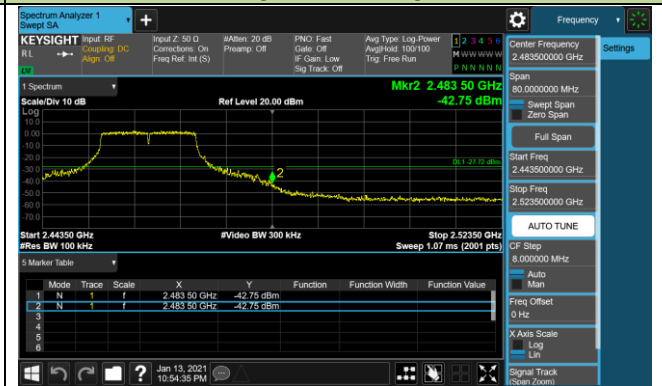 Spectrum Analyzer 1
Swept SA
+
Frequency
KEYSIGHT
RL
LXI
Input: RF
Coupling: DC
Align: Off
Input Z: 50 Ω
Corrections: On
Freq Ref: Int (S)
#Atten: 20 dB
Preamp: Off
PNO: Fast
Gate: Off
IF Gain: Low
Sig Track: Off
Avg Type: Log-Power
Avg|Hold: 100/100
Trig: Free Run
1 2 3 4 5 6
M W W W W W
P N N N N N
1 Spectrum
Scale/Div 10 dB
Ref Level 20.00 dBm
Mkr2 2.483 50 GHz
-42.75 dBm
Log
10.0
0.00
-10.0
-20.0
-30.0
-40.0
-50.0
-60.0
-70.0
DL1 -27.72 dBm
2
Start 2.44350 GHz
#Res BW 100 kHz
#Video BW 300 kHz
Stop 2.52350 GHz
Sweep 1.07 ms (2001 pts)
5 Marker Table
Mode Trace Scale X Y Function Function Width Function Value
1 N 1 f 2.483 50 GHz -42.75 dBm
2 N 1 f 2.483 50 GHz -42.75 dBm
3
4
5
6
Jan 13, 2021
10:54:35 PM
Center Frequency
2.483500000 GHz
Span
80.0000000 MHz
Swept Span
Zero Span
Full Span
Start Freq
2.443500000 GHz
Stop Freq
2.523500000 GHz
AUTO TUNE
CF Step
8.000000 MHz
Auto
Man
Freq Offset
0 Hz
X Axis Scale
Log
Lin
Signal Track
(Span Zoom)
Settings